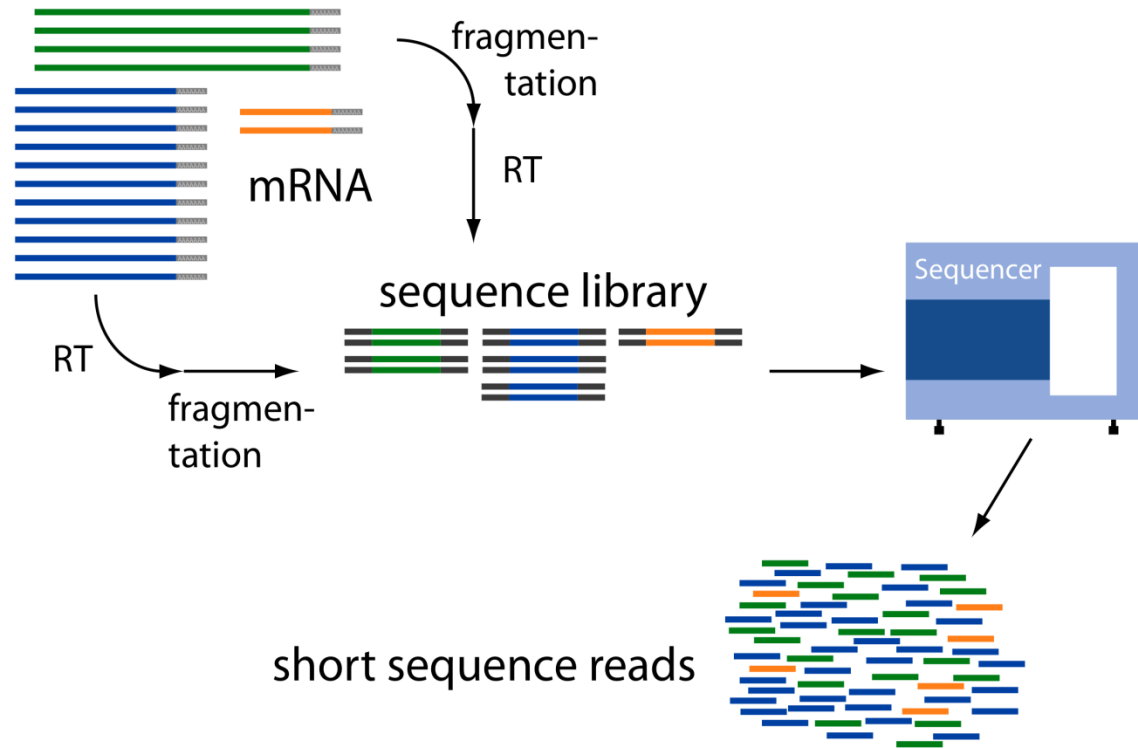 fragmen-
tation
RT
mRNA
sequence library
Sequencer
RT
fragmen-
tation
short sequence reads